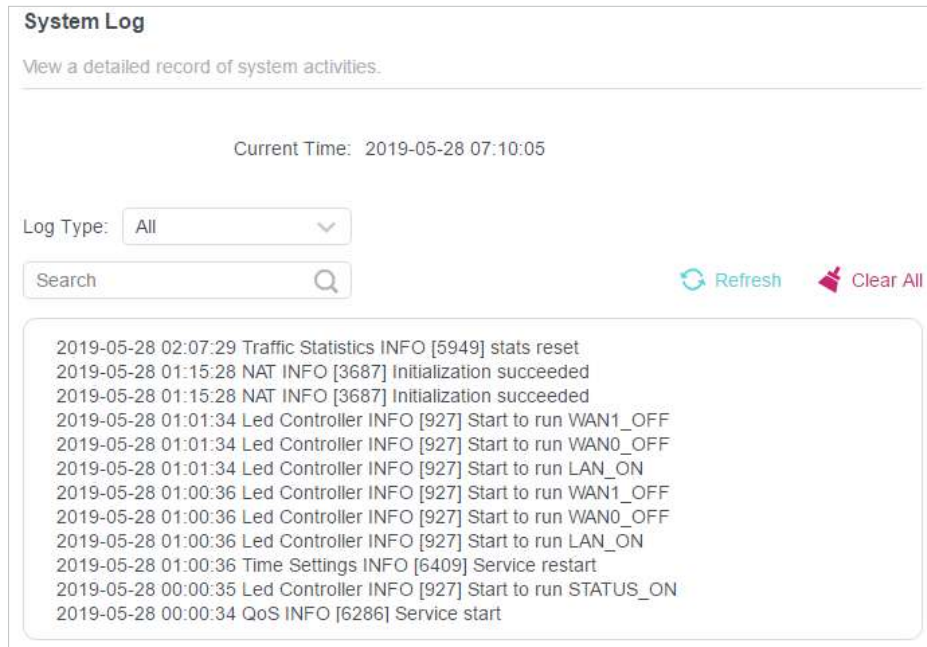 System Log
View a detailed record of system activities.
Current Time: 2019-05-28 07:10:05
Log Type: All
Search
Refresh
Clear All
2019-05-28 02:07:29 Traffic Statistics INFO [5949] stats reset
2019-05-28 01:15:28 NAT INFO [3687] Initialization succeeded
2019-05-28 01:15:28 NAT INFO [3687] Initialization succeeded
2019-05-28 01:01:34 Led Controller INFO [927] Start to run WAN1_OFF
2019-05-28 01:01:34 Led Controller INFO [927] Start to run WAN0_OFF
2019-05-28 01:01:34 Led Controller INFO [927] Start to run LAN_ON
2019-05-28 01:00:36 Led Controller INFO [927] Start to run WAN1_OFF
2019-05-28 01:00:36 Led Controller INFO [927] Start to run WAN0_OFF
2019-05-28 01:00:36 Led Controller INFO [927] Start to run LAN_ON
2019-05-28 01:00:36 Time Settings INFO [6409] Service restart
2019-05-28 00:00:35 Led Controller INFO [927] Start to run STATUS_ON
2019-05-28 00:00:34 QoS INFO [6286] Service start